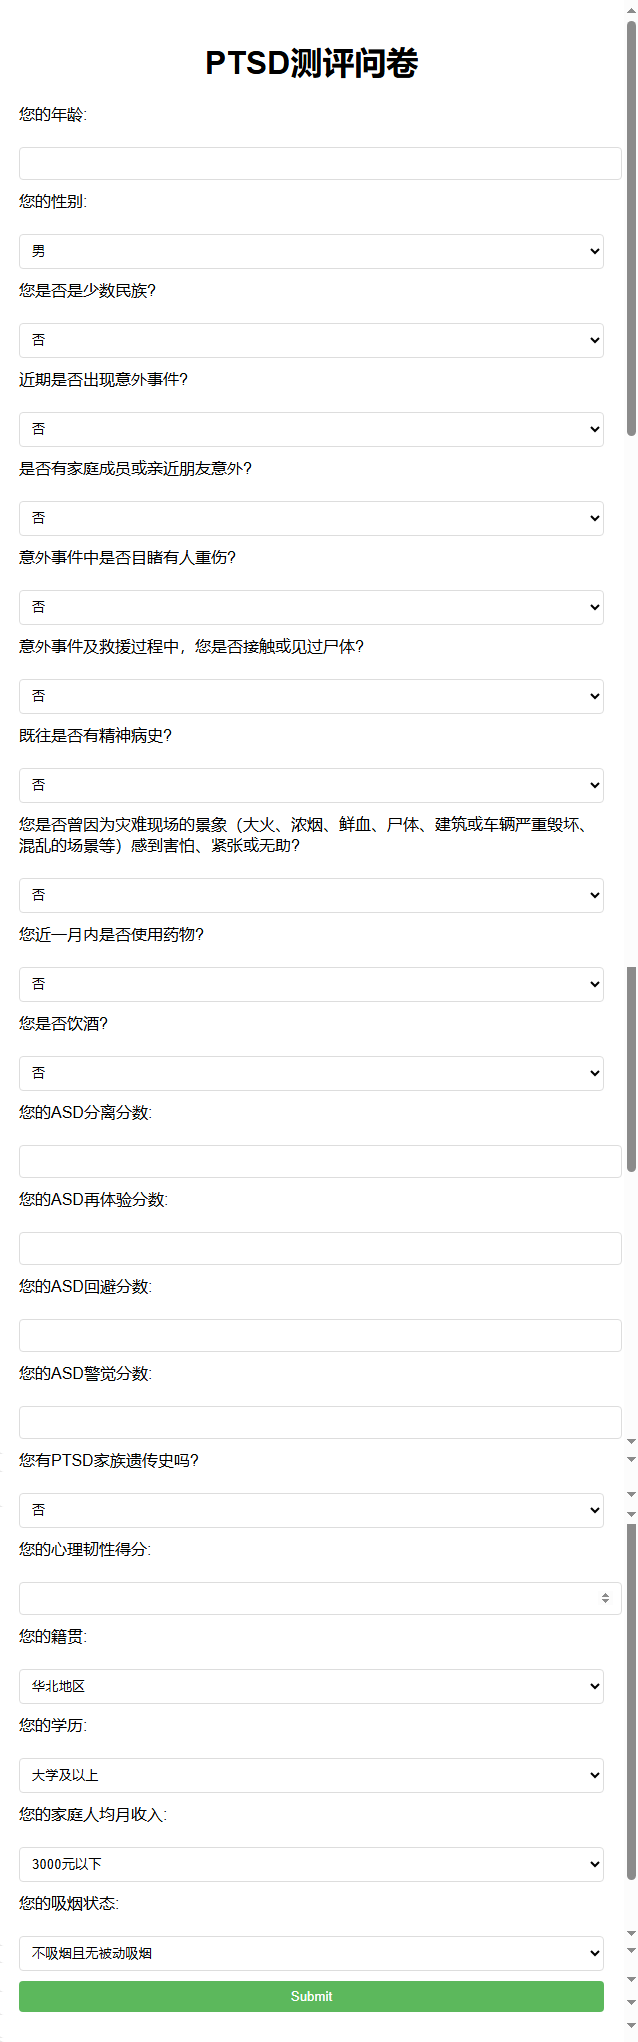 PTSD测评问卷
您的年龄:
您的性别:
男
您是否是少数民族?
否
近期是否出现意外事件?
否
是否有家庭成员或亲近朋友意外?
否
意外事件中是否目睹有人重伤?
否
意外事件及救援过程中，您是否接触或见过尸体?
否
既往是否有精神病史?
否
您是否曾因为灾难现场的景象（大火、浓烟、鲜血、尸体、建筑或车辆严重毁坏、
混乱的场景等）感到害怕、紧张或无助?
否
您近一月内是否使用药物?
否
您是否饮酒?
否
您的ASD分离分数:
您的ASD再体验分数:
您的ASD回避分数:
您的ASD警觉分数:
您有PTSD家族遗传史吗?
否
您的心理韧性得分:
您的籍贯:
华北地区
您的学历:
大学及以上
您的家庭人均月收入:
3000元以下
您的吸烟状态:
不吸烟且无被动吸烟
Submit